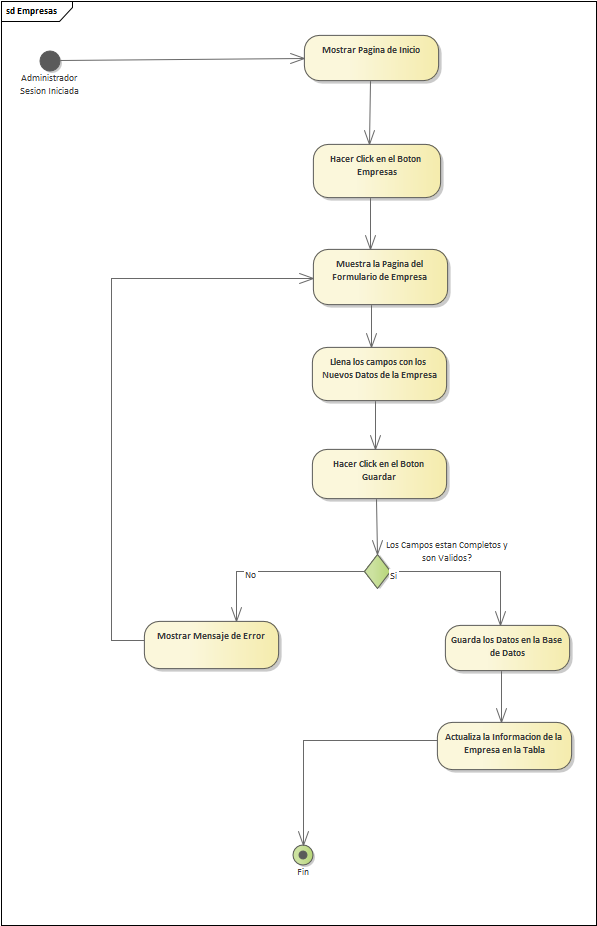 sd Empresas
Mostrar Pagina de Inicio
Administrador
Sesion Iniciada
Hacer Click en el Boton
Empresas
Muestra la Pagina del
Formulario de Empresa
Llena los campos con los
Nuevos Datos de la Empresa
Hacer Click en el Boton
Guardar
Los Campos estan Completos y
son Validos?
No
Si
Mostrar Mensaje de Error
Guarda los Datos en la Base
de Datos
Actualiza la Informacion de la
Empresa en la Tabla
Fin